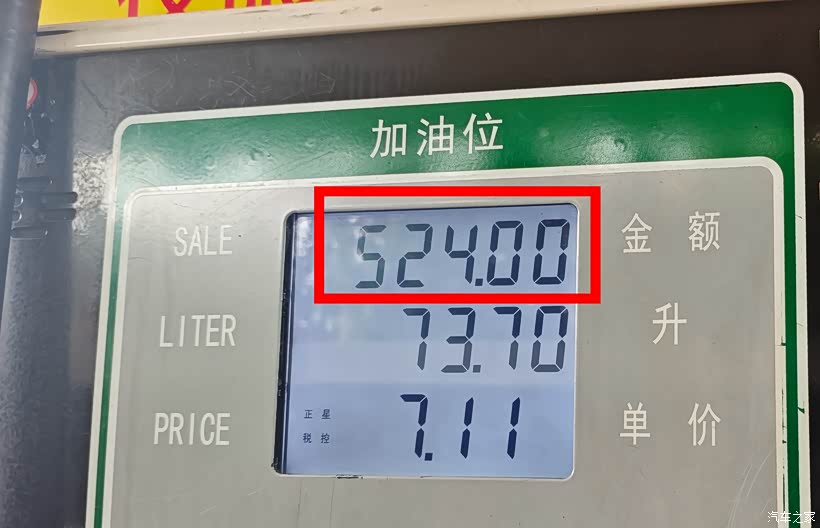 加油位
SALE 524.00 金额
LITER 73.70 升
PRICE 正星 税控 7.11 单价
汽车之家